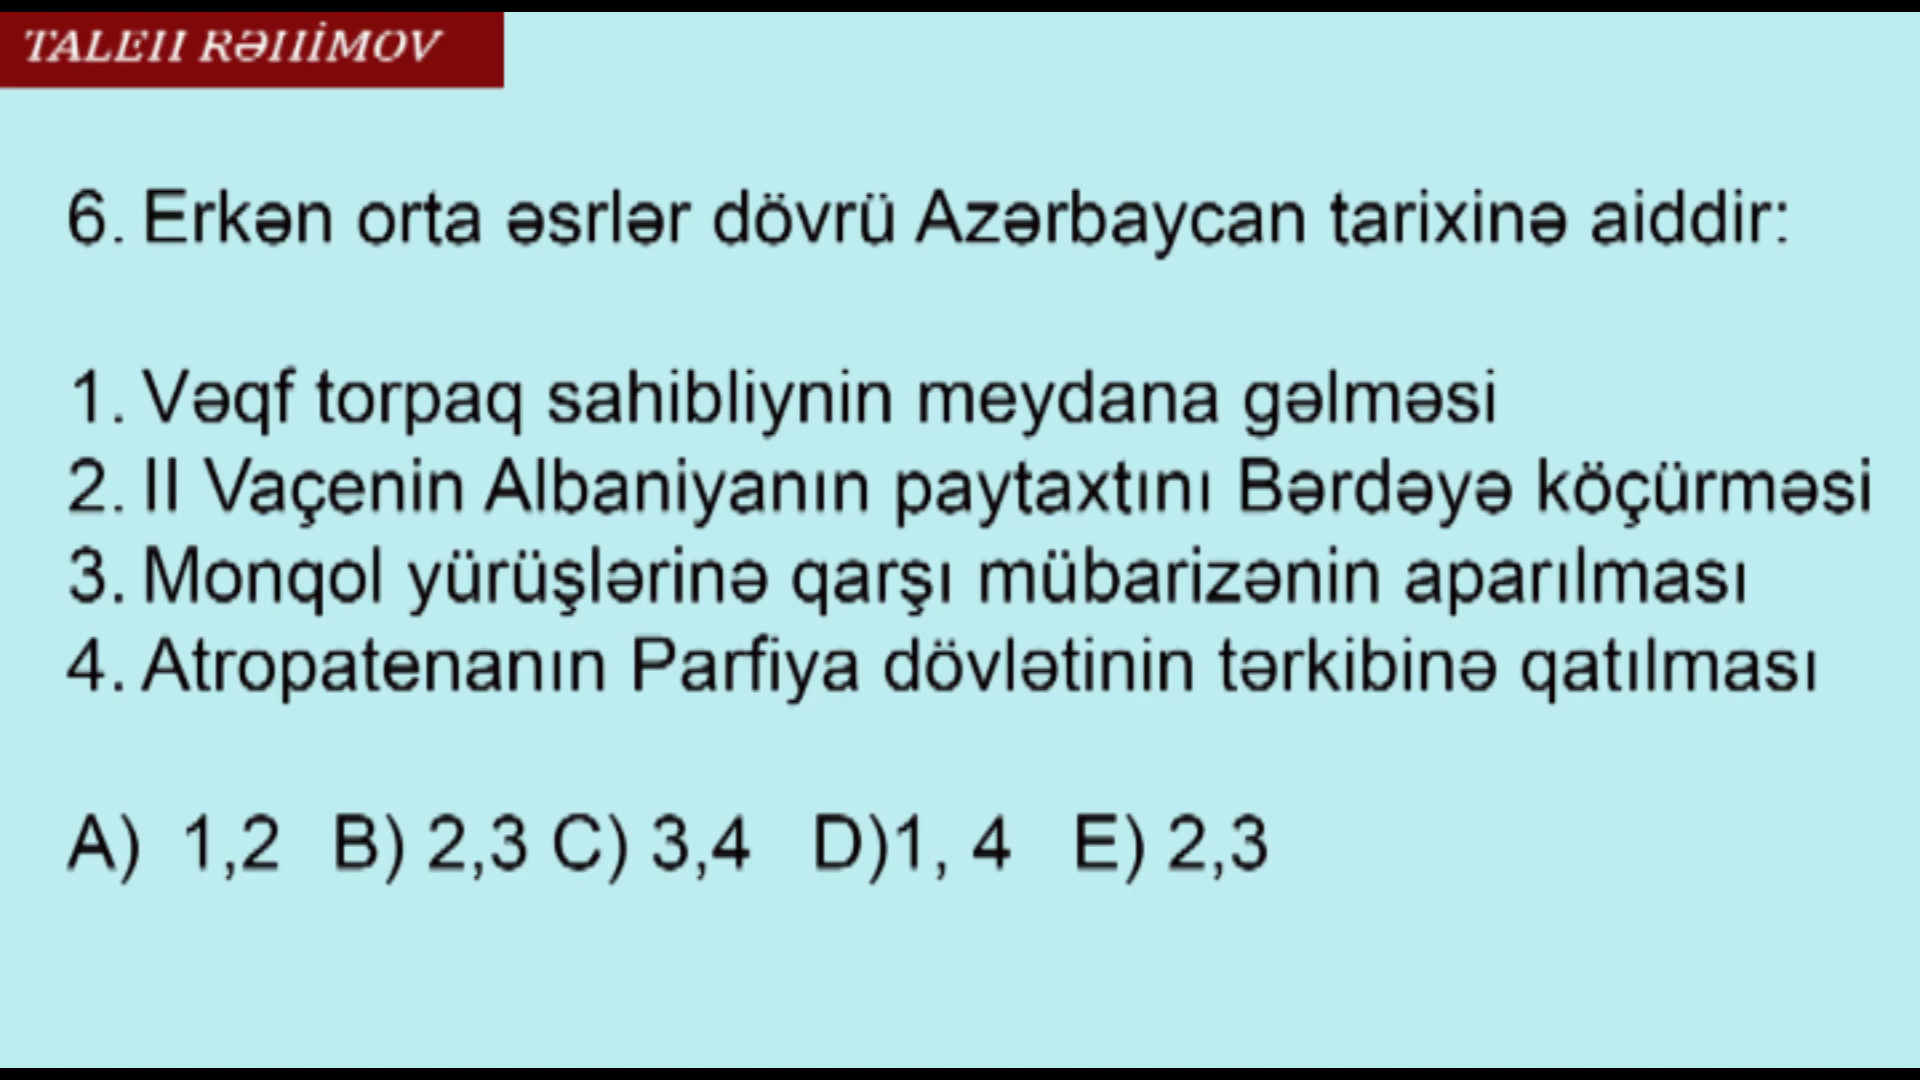 TALEH RƏHİMOV
6. Erkən orta əsrlər dövrü Azərbaycan tarixinə aiddir:
1. Vəqf torpaq sahibliynin meydana gəlməsi
2. II Vaçenin Albaniyanın paytaxtını Bərdəyə köçürməsi
3. Monqol yürüşlərinə qarşı mübarizənin aparılması
4. Atropatenanın Parfiya dövlətinin tərkibinə qatılması
A) 1,2 B) 2,3 C) 3,4 D)1, 4 E) 2,3